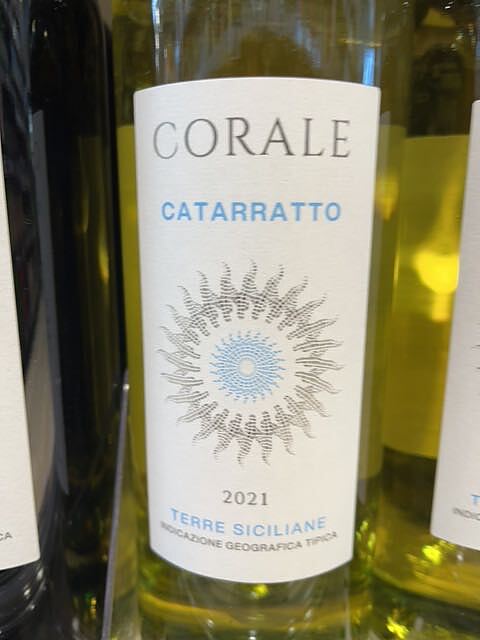 CORALE
CATARRATTO
2021
TERRE SICILIANE
INDICAZIONE GEOGRAFICA TIPICA